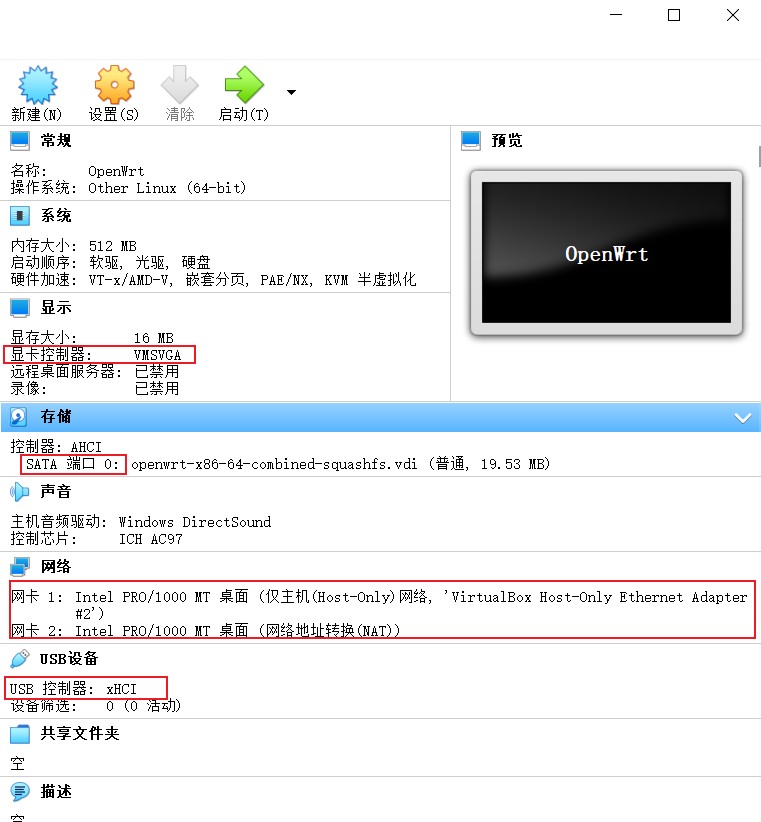 新建(N)
设置(S)
清除
启动(T)
常规
名称: OpenWrt
操作系统: Other Linux (64-bit)
系统
内存大小: 512 MB
启动顺序: 软驱, 光驱, 硬盘
硬件加速: VT-x/AMD-V, 嵌套分页, PAE/NX, KVM 半虚拟化
显示
显存大小: 16 MB
显卡控制器: VMSVGA
远程桌面服务器: 已禁用
录像: 已禁用
预览
OpenWrt
存储
控制器: AHCI
SATA 端口 0: openwrt-x86-64-combined-squashfs.vdi (普通, 19.53 MB)
声音
主机音频驱动: Windows DirectSound
控制芯片: ICH AC97
网络
网卡 1: Intel PRO/1000 MT 桌面 (仅主机(Host-Only)网络, 'VirtualBox Host-Only Ethernet Adapter
#2')
网卡 2: Intel PRO/1000 MT 桌面 (网络地址转换(NAT))
USB设备
USB 控制器: xHCI
设备筛选: 0 (0 活动)
共享文件夹
空
描述
空